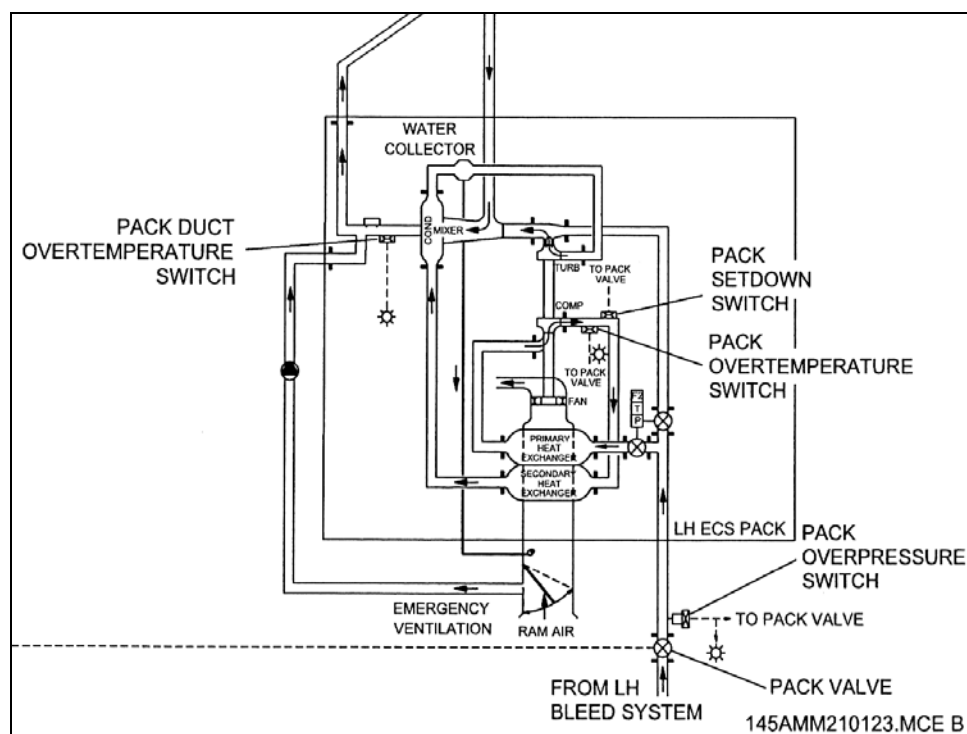 WATER
COLLECTOR
PACK DUCT
OVERTEMPERATURE
SWITCH
COND
MIXER
TURB
TO PACK
VALVE
PACK
SETDOWN
SWITCH
COMP
PACK
OVERTEMPERATURE
SWITCH
TO PACK
VALVE
FAN
T
P
PRIMARY
HEAT
EXCHANGER
SECONDARY
HEAT
EXCHANGER
LH ECS PACK
PACK
OVERPRESSURE
SWITCH
EMERGENCY
VENTILATION
RAM AIR
TO PACK VALVE
FROM LH
BLEED SYSTEM
PACK VALVE
145AMM210123.MCE B